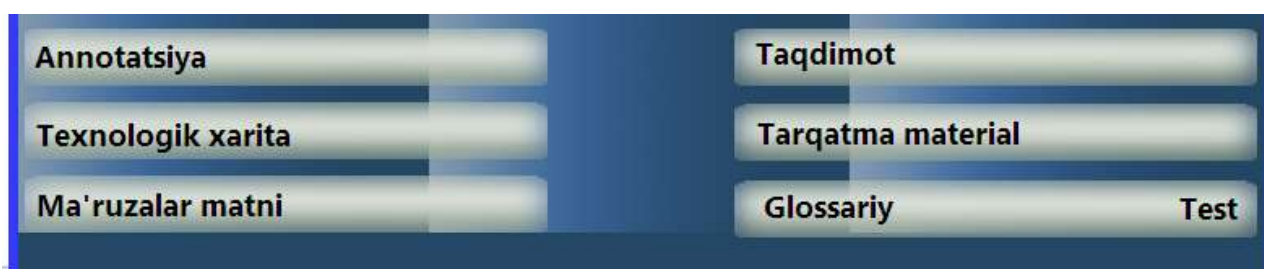 Annotatsiya
Texnologik xarita
Ma'ruzalar matni
Taqdimot
Tarqatma material
Glossariy Test